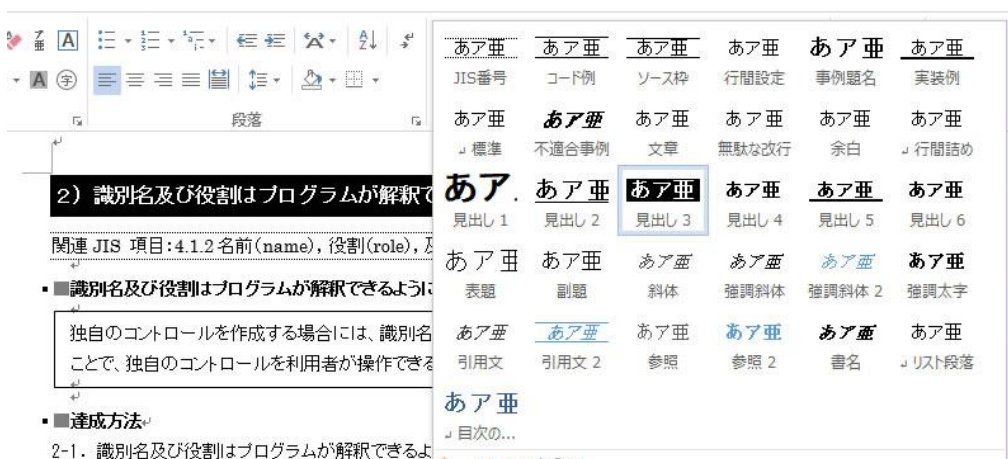 段落
2）識別名及び役割はプログラムが解釈で
関連 JIS 項目:4.1.2 名前(name), 役割(role),
■識別名及び役割はプログラムが解釈できるように
独自のコントロールを作成する場合には、識別名
ことで、独自のコントロールを利用者が操作できる
■達成方法
2-1. 識別名及び役割はプログラムが解釈できるよ
あア亜 あア亜 あア亜 あア亜 あア亜 あア亜
JIS番号 コード例 ソース枠 行間設定 事例題名 実装例
あア亜 あア亜 あア亜 あア亜 あア亜 あア亜
標準 不適合事例 文章 無駄な改行 余白 行間詰め
あア. あア亜 あア亜 あア亜 あア亜 あア亜
見出し 1 見出し 2 見出し 3 見出し 4 見出し 5 見出し 6
あア亜 あア亜 あア亜 あア亜 あア亜 あア亜
表題 副題 斜体 強調斜体 強調斜体 2 強調太字
あア亜 あア亜 あア亜 あア亜 あア亜 あア亜
引用文 引用文 2 参照 参照 2 書名 リスト段落
あア亜
目次の...